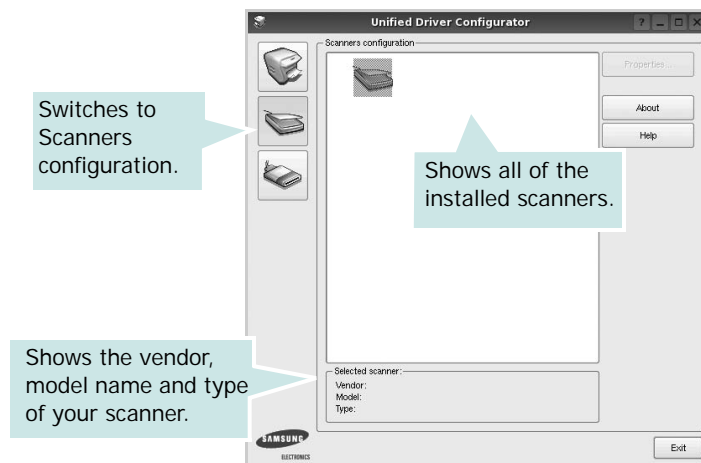 Unified Driver Configurator
Scanners configuration
Properties...
About
Help
Switches to
Scanners
configuration.
Shows all of the
installed scanners.
Shows the vendor,
model name and type
of your scanner.
Selected scanner:
Vendor:
Model:
Type:
SAMSUNG
ELECTRONICS
Exit